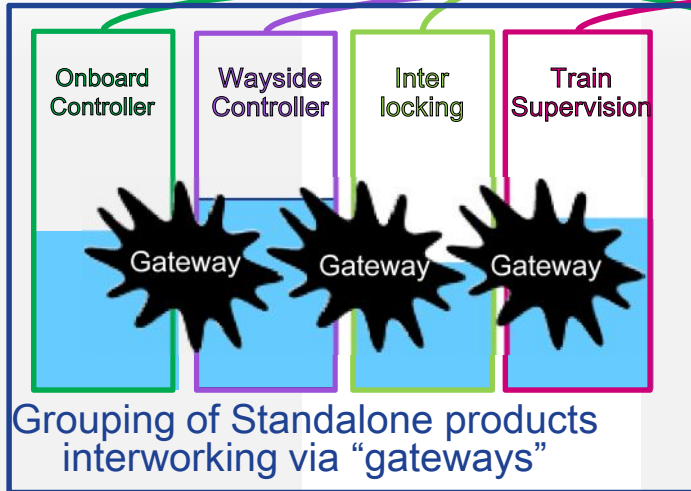 Onboard
Controller
Wayside
Controller
Inter
locking
Train
Supervision
Gateway
Gateway
Gateway
Grouping of Standalone products
interworking via “gateways”